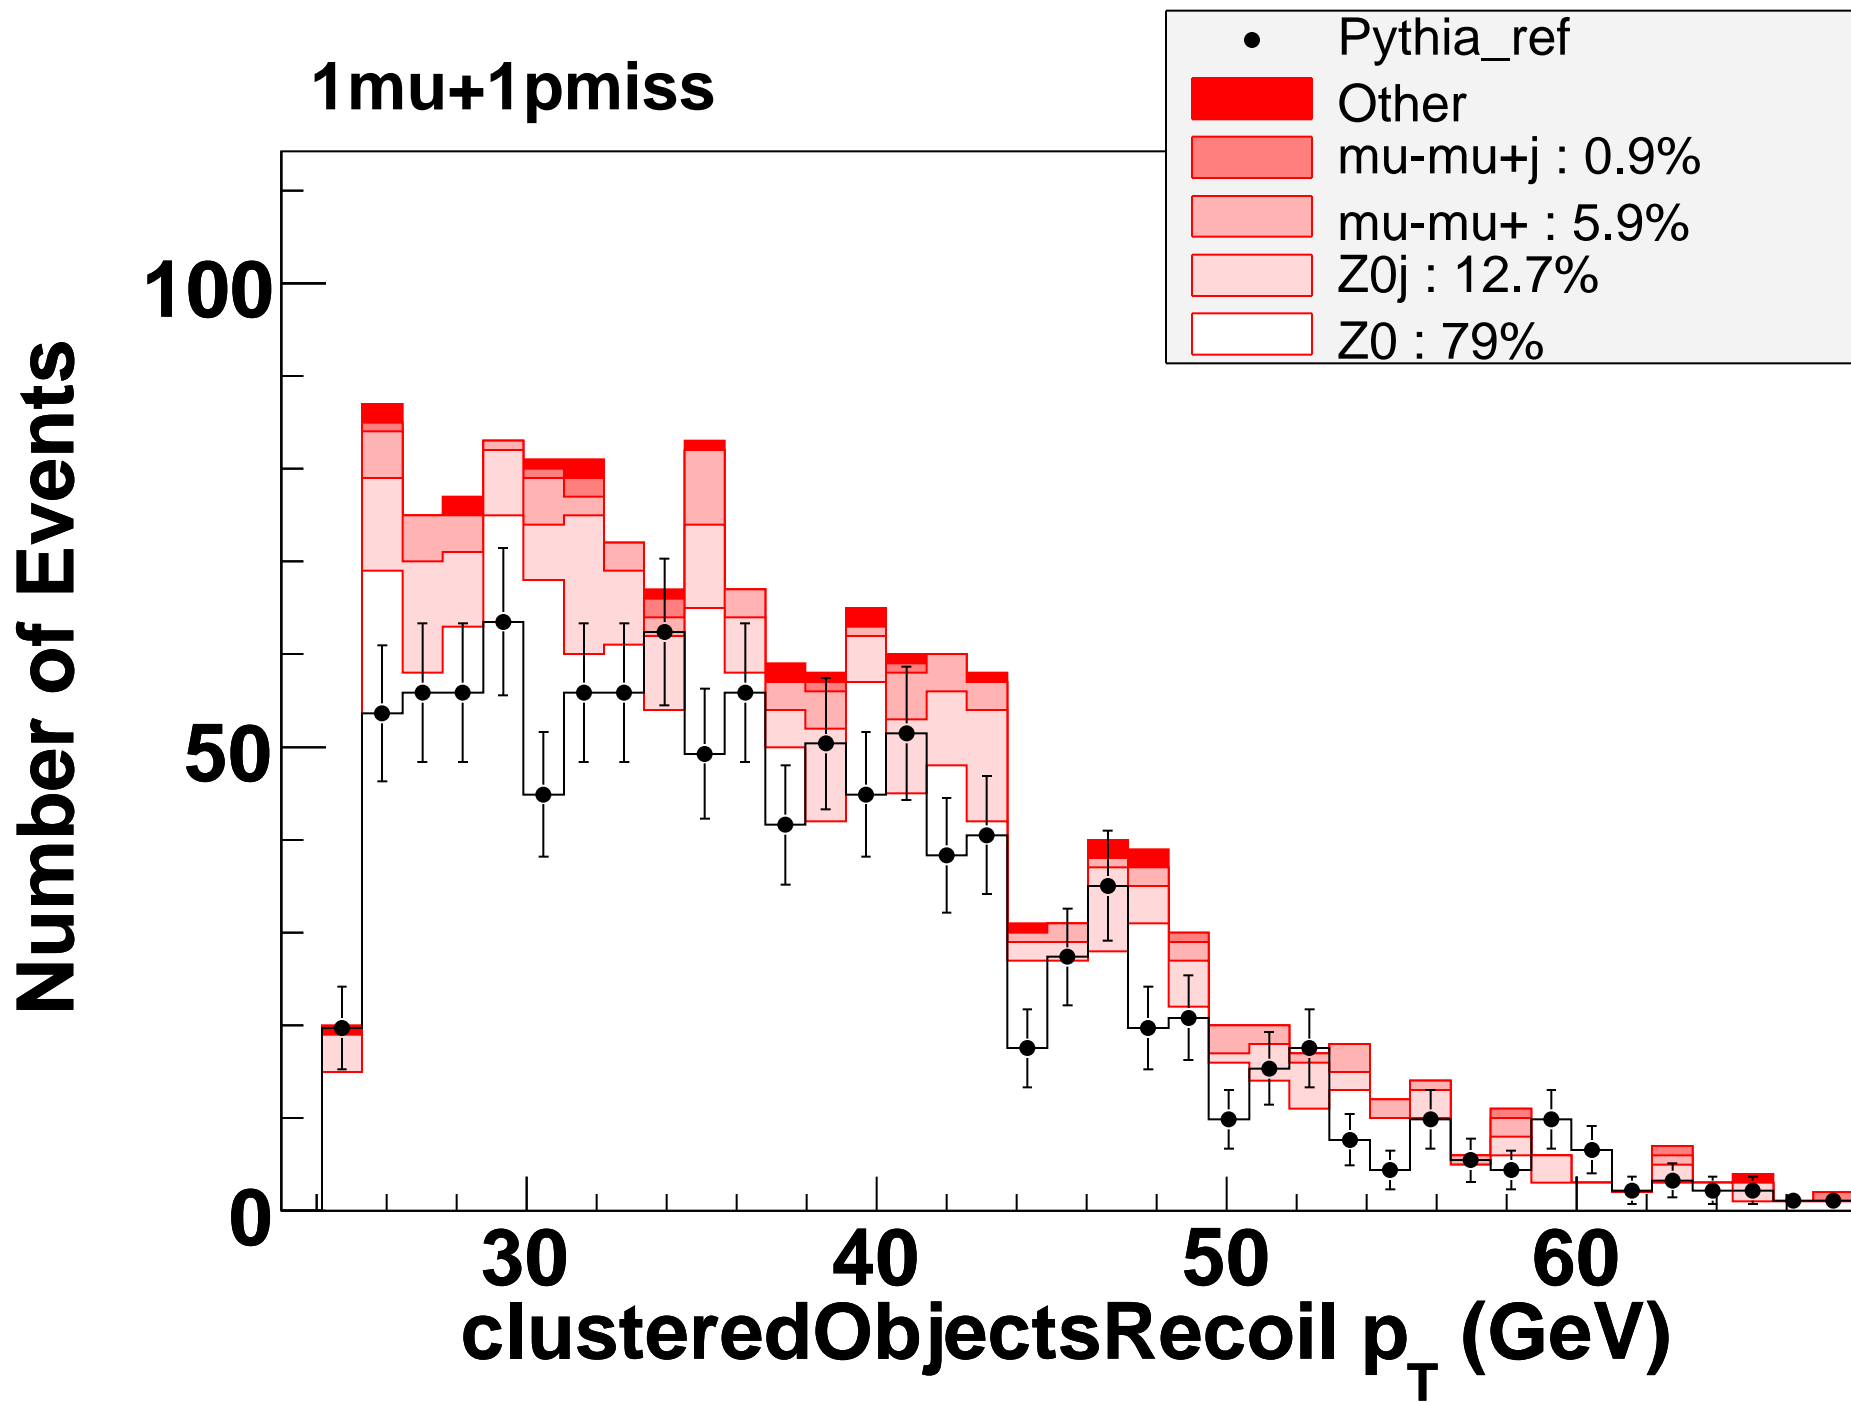 1mu+1pmiss
Pythia_ref
Other
mu-mu+j : 0.9%
mu-mu+ : 5.9%
Z0j : 12.7%
Z0 : 79%
Number of Events
100
50
0
30 40 50 60
clusteredObjectsRecoil p_T (GeV)